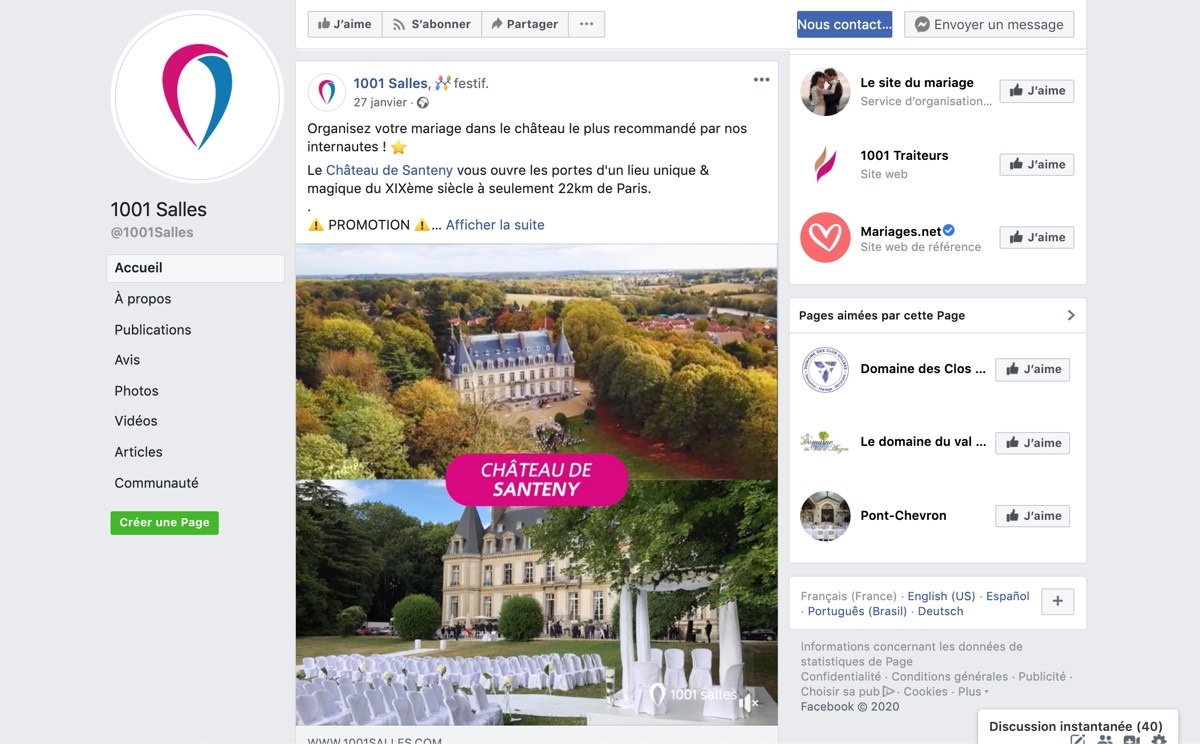 J'aime
S'abonner
Partager
Nous contact...
Envoyer un message
1001 Salles
@1001Salles
Accueil
À propos
Publications
Avis
Photos
Vidéos
Articles
Communauté
Créer une Page
1001 Salles, festif.
27 janvier ·
Organisez votre mariage dans le château le plus recommandé par nos
internautes ! ⭐
Le Château de Santeny vous ouvre les portes d'un lieu unique &
magique du XIXème siècle à seulement 22km de Paris.
.
⚠ PROMOTION ⚠... Afficher la suite
CHÂTEAU DE
SANTENY
1001 salles
WWW.1001SALLES.COM
Le site du mariage
Service d'organisation...
J'aime
1001 Traiteurs
Site web
J'aime
Mariages.net
Site web de référence
J'aime
Pages aimées par cette Page
Domaine des Clos ...
J'aime
Le domaine du val ...
J'aime
Pont-Chevron
J'aime
Français (France) · English (US) · Español
· Português (Brasil) · Deutsch
Informations concernant les données de
statistiques de Page
Confidentialité · Conditions générales · Publicité ·
Choisir sa pub · Cookies · Plus
Facebook © 2020
Discussion instantanée (40)